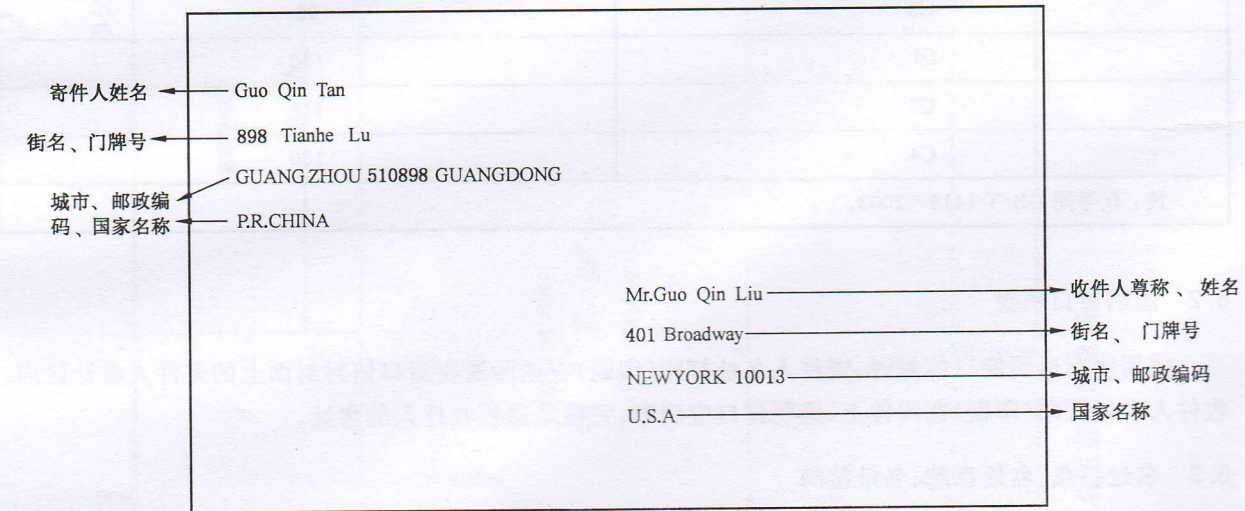 寄件人姓名 Guo Qin Tan
街名、门牌号 898 Tianhe Lu
GUANG ZHOU 510898 GUANGDONG
城市、邮政编
码、国家名称 P.R.CHINA
Mr.Guo Qin Liu 收件人尊称、姓名
401 Broadway 街名、门牌号
NEWYORK 10013 城市、邮政编码
U.S.A 国家名称